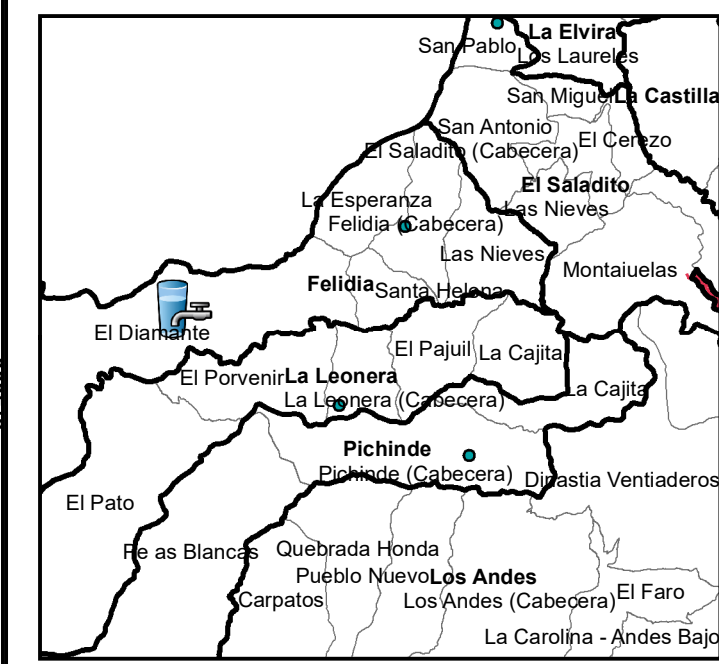 La Elvira
San Pablo
Los Laureles
San Miguel
La Castilla
San Antonio
El Cerezo
El Saladito (Cabecera)
El Saladito
La Esperanza
Las Nieves
Felidia (Cabecera)
Las Nieves
Montaiuelas
Felidia
Santa Helena
El Diamante
El Pajuil
La Cajita
El Porvenir
La Leonera
La Cajita
La Leonera (Cabecera)
Pichinde
Pichinde (Cabecera)
Dinastia Ventiaderos
El Pato
Pe as Blancas
Quebrada Honda
Pueblo Nuevo
Los Andes
El Faro
Carpatos
Los Andes (Cabecera)
La Carolina - Andes Bajo